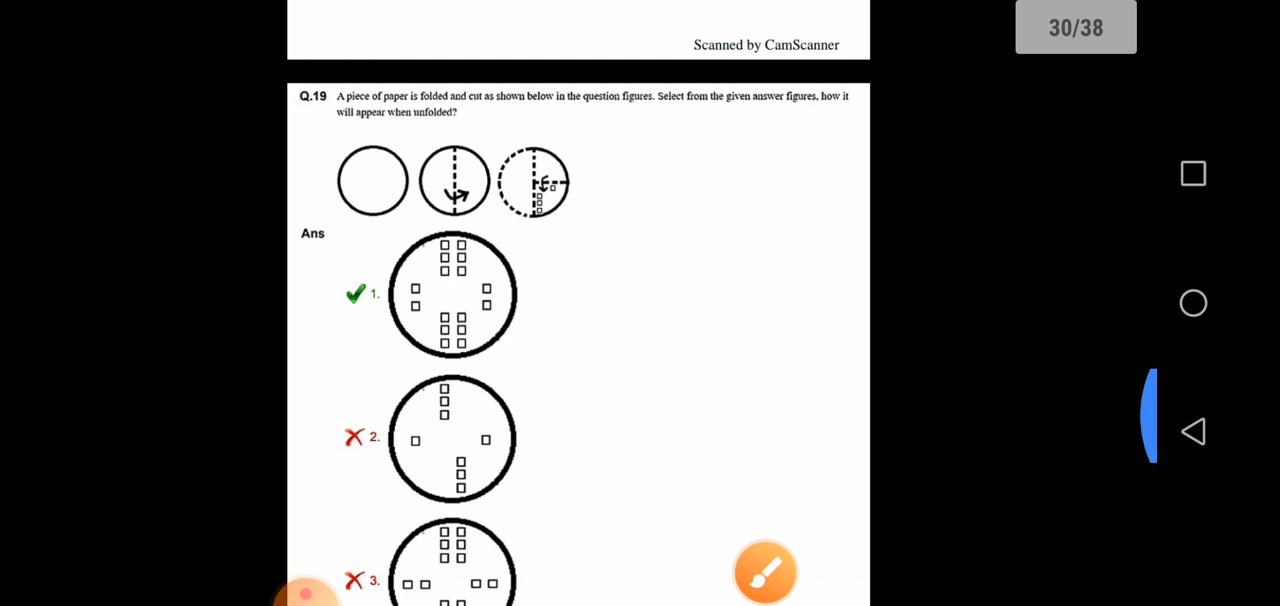 Scanned by CamScanner
30/38
Q.19 A piece of paper is folded and cut as shown below in the question figures. Select from the given answer figures, how it
will appear when unfolded?
Ans
1.
2.
3.